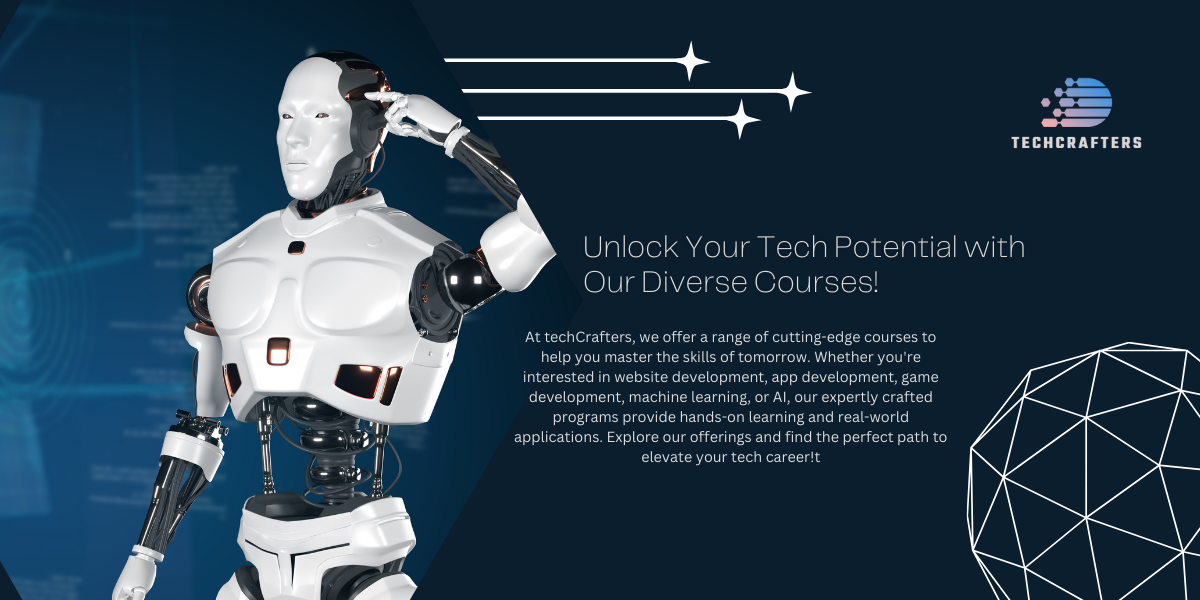 TECHCRAFTERS
Unlock Your Tech Potential with
Our Diverse Courses!
At techCrafters, we offer a range of cutting-edge courses to
help you master the skills of tomorrow. Whether you're
interested in website development, app development, game
development, machine learning, or AI, our expertly crafted
programs provide hands-on learning and real-world
applications. Explore our offerings and find the perfect path to
elevate your tech career!t